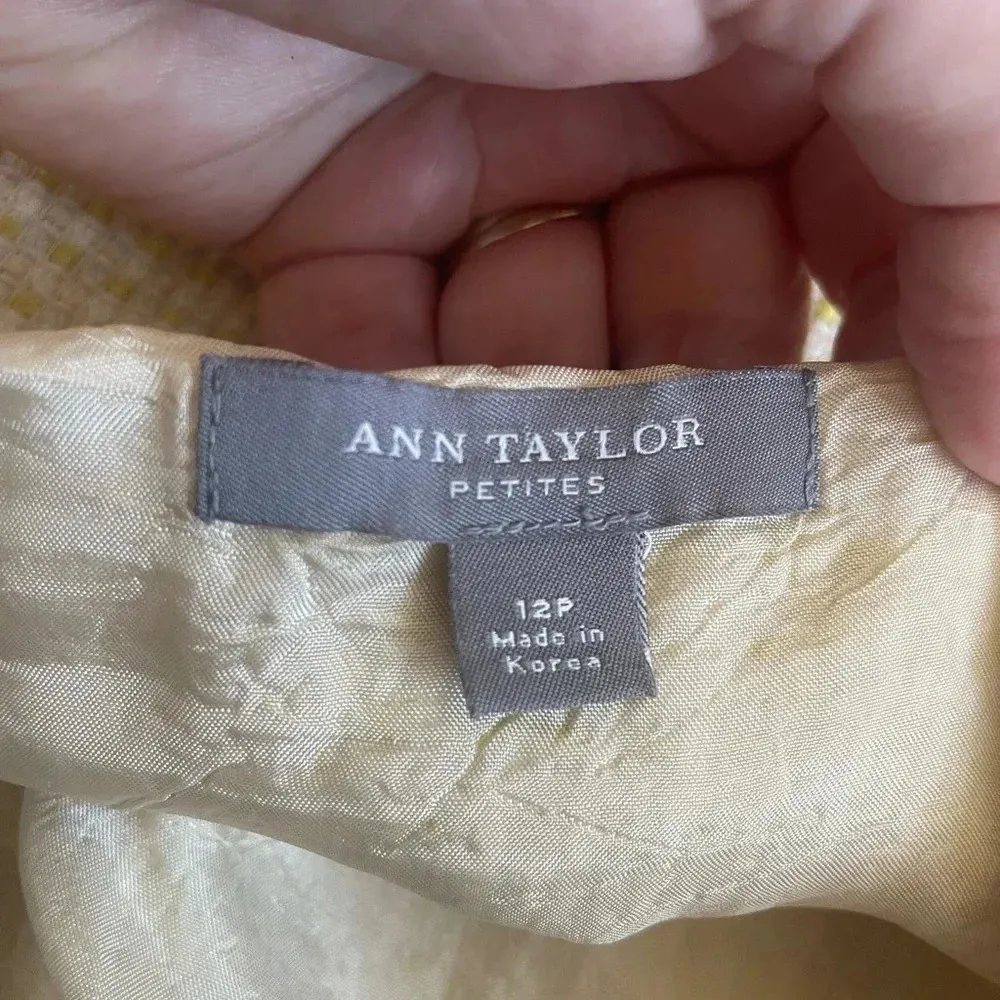 ANN TAYLOR
PETITES
12P
Made in
Korea